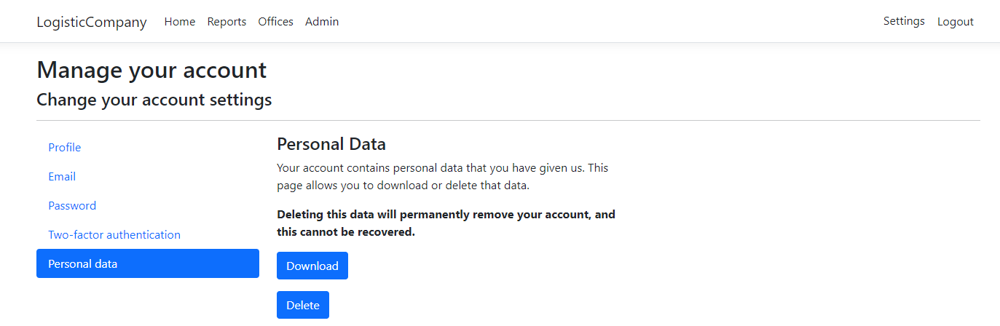 LogisticCompany Home Reports Offices Admin Settings Logout
Manage your account
Change your account settings
Profile
Email
Password
Two-factor authentication
Personal data
Personal Data
Your account contains personal data that you have given us. This
page allows you to download or delete that data.
Deleting this data will permanently remove your account, and
this cannot be recovered.
Download
Delete